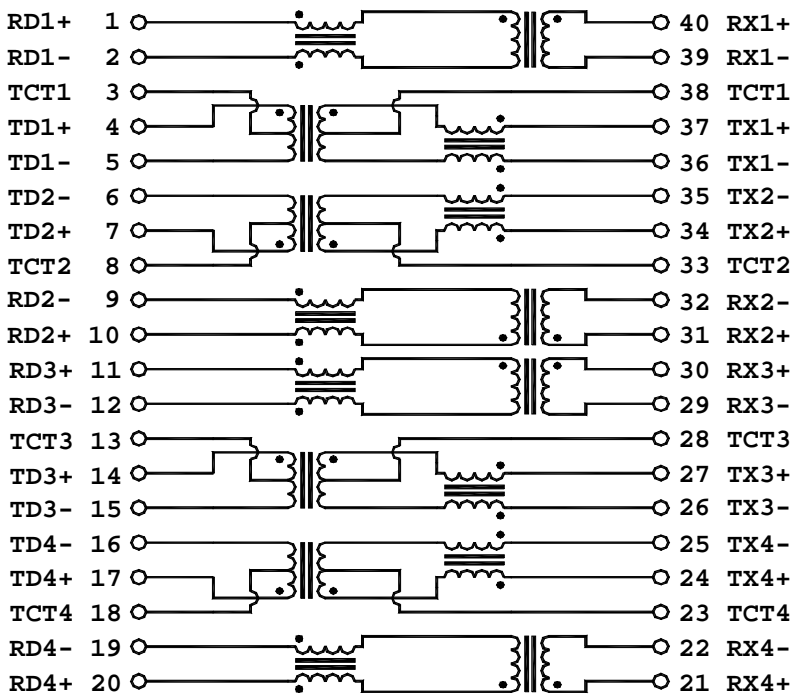 RD1+ 1 40 RX1+
RD1- 2 39 RX1-
TCT1 3 38 TCT1
TD1+ 4 37 TX1+
TD1- 5 36 TX1-
TD2- 6 35 TX2-
TD2+ 7 34 TX2+
TCT2 8 33 TCT2
RD2- 9 32 RX2-
RD2+ 10 31 RX2+
RD3+ 11 30 RX3+
RD3- 12 29 RX3-
TCT3 13 28 TCT3
TD3+ 14 27 TX3+
TD3- 15 26 TX3-
TD4- 16 25 TX4-
TD4+ 17 24 TX4+
TCT4 18 23 TCT4
RD4- 19 22 RX4-
RD4+ 20 21 RX4+